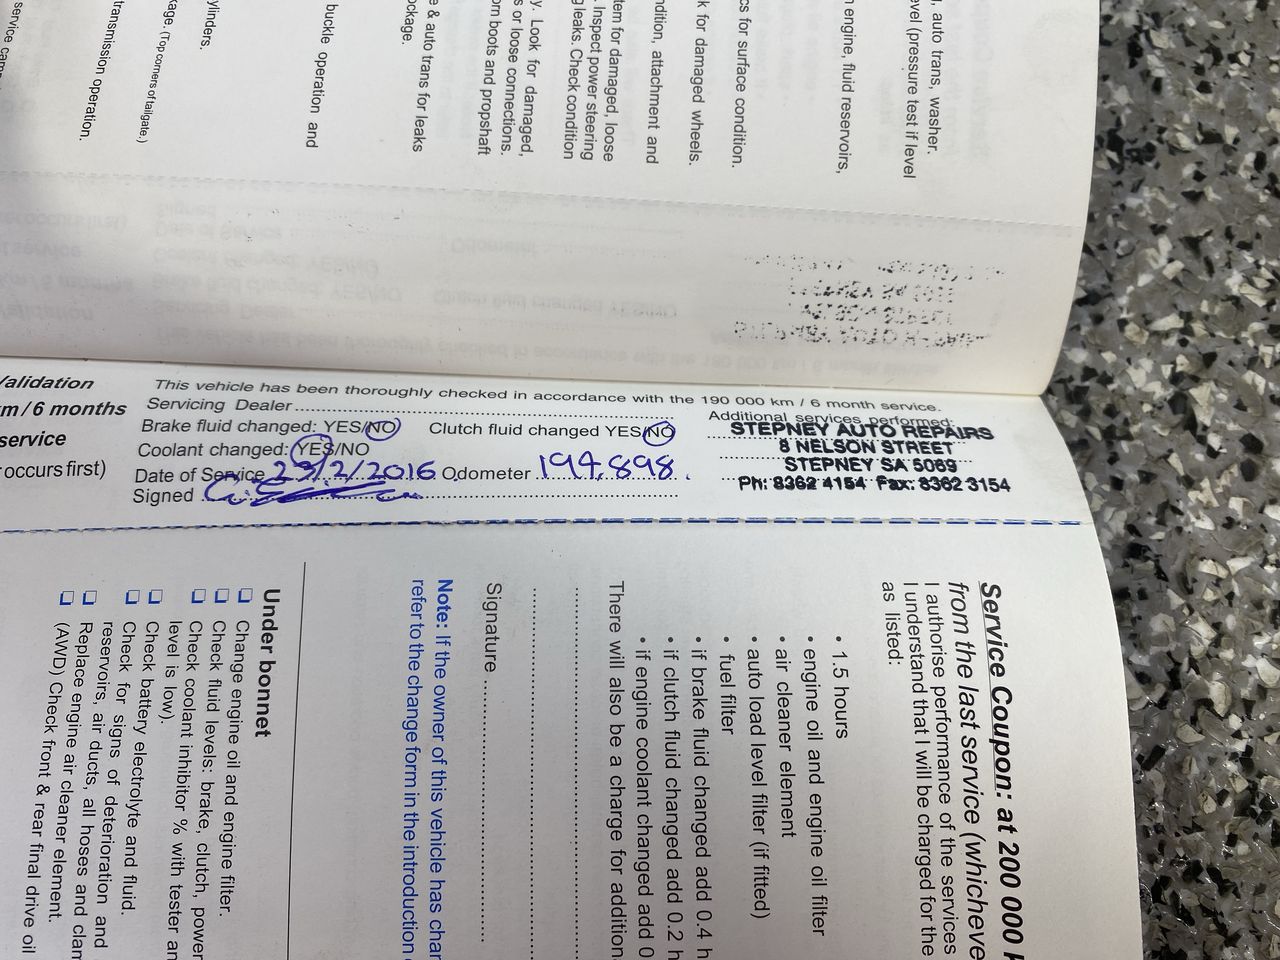 , auto trans, washer.
evel (pressure test if level
engine, fluid reservoirs,
cs for surface condition.
k for damaged wheels.
ndition, attachment and
tem for damaged, loose
. Inspect power steering
g leaks. Check condition
y. Look for damaged,
s or loose connections.
om boots and propshaft
e & auto trans for leaks
ockage.
buckle operation and
ylinders.
kage. (Top corners of tailgate.)
transmission operation.
service
alidation
m / 6 months
service
occurs first)
This vehicle has been thoroughly checked in accordance with the 190 000 km / 6 month service.
Servicing Dealer
Brake fluid changed: YES/NO Clutch fluid changed YES/NO
Coolant changed: YES/NO
Date of Service 23/2/2016 Odometer 194,898
Signed
Additional services performed:
STEPNEY AUTO REPAIRS
8 NELSON STREET
STEPNEY SA 5069
Ph: 8362 4154 Fax: 8362 3154
Service Coupon: at 200 000
from the last service (whicheve
I authorise performance of the services
I understand that I will be charged for the
as listed:
• 1.5 hours
• engine oil and engine oil filter
• air cleaner element
• auto load level filter (if fitted)
• fuel filter
• if brake fluid changed add 0.4 h
• if clutch fluid changed add 0.2 h
• if engine coolant changed add 0
There will also be a charge for addition
Signature
Note: If the owner of this vehicle has char
refer to the change form in the introduction
Under bonnet
❑ Change engine oil and engine filter.
❑ Check fluid levels: brake, clutch, power
❑ Check coolant inhibitor % with tester an
level is low).
❑ Check battery electrolyte and fluid.
❑ Check for signs of deterioration and
reservoirs, air ducts, all hoses and clam
❑ Replace engine air cleaner element.
❑ (AWD) Check front & rear final drive oil